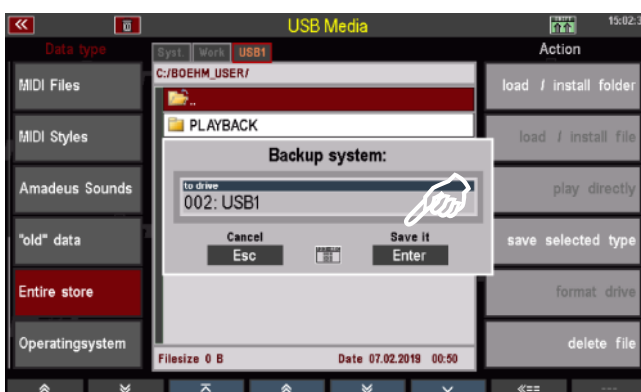 USB Media
15:02:3
Data type
Syst. Work USB1
Action
C:/BOEHM_USER/
MIDI Files
..
load / install folder
PLAYBACK
MIDI Styles
load / install file
Backup system:
Amadeus Sounds
to drive
002: USB1
play directly
"old" data
Cancel
Save it
Esc
Enter
save selected type
Entire store
format drive
Operatingsystem
delete file
Filesize 0 B
Date 07.02.2019 00:50